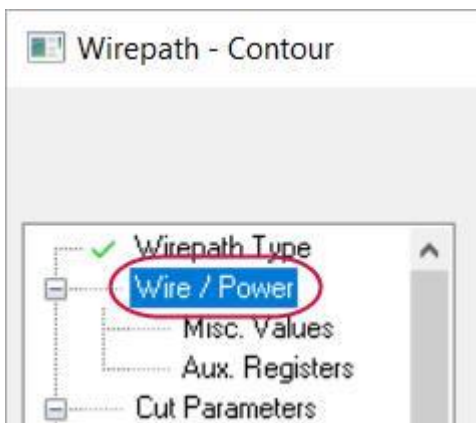 Wirepath - Contour
Wirepath Type
Wire / Power
Misc. Values
Aux. Registers
Cut Parameters